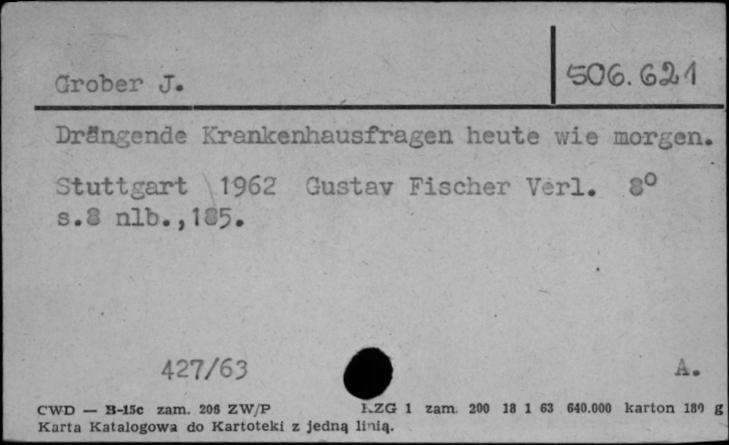 Grober J.
506.621
Drängende Krankenhausfragen heute wie morgen.
Stuttgart 1962 Gustav Fischer Verl. 8°
s.8 nlb.,185.
427/63
A.
CWD — B-15c zam. 206 ZW/P KZG 1 zam. 200 18 1 63 640.000 karton 180 g
Karta Katalogowa do Kartoteki z jedną linią.